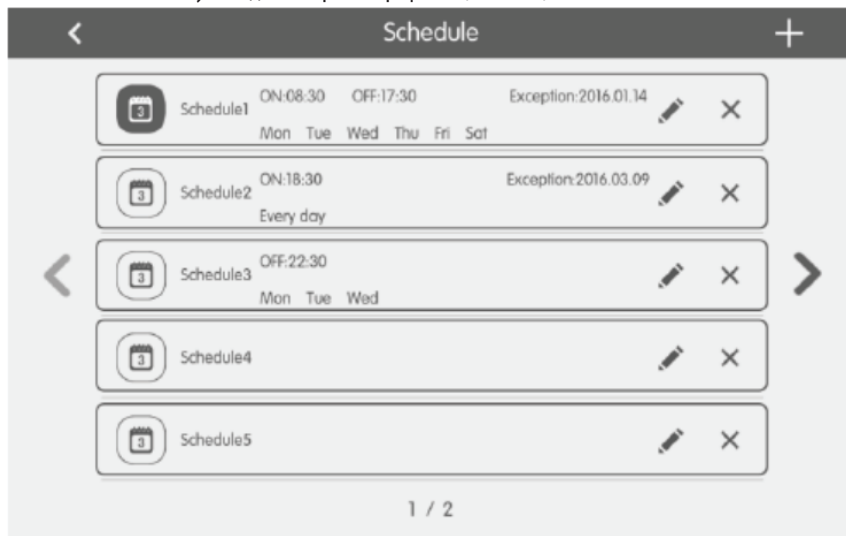 Schedule
ON:08:30 OFF:17:30 Exception:2016.01.14
Schedule1
Mon Tue Wed Thu Fri Sat
ON:18:30 Exception:2016.03.09
Schedule2
Every day
OFF:22:30
Schedule3
Mon Tue Wed
Schedule4
Schedule5
1 / 2